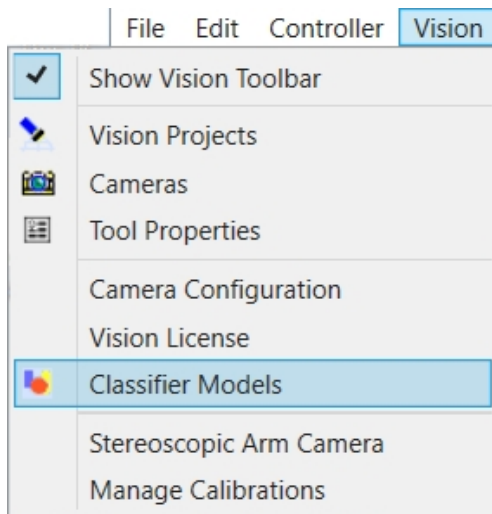 File Edit Controller Vision
Show Vision Toolbar
Vision Projects
Cameras
Tool Properties
Camera Configuration
Vision License
Classifier Models
Stereoscopic Arm Camera
Manage Calibrations